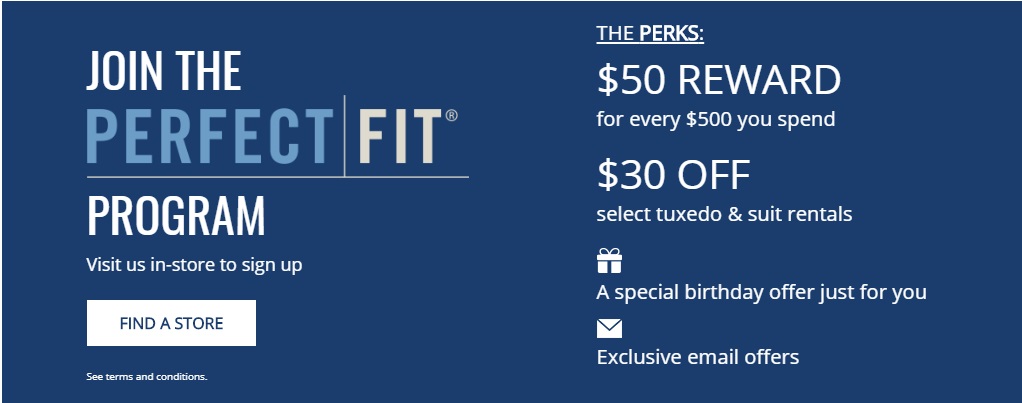 JOIN THE
PERFECT FIT®
PROGRAM
Visit us in-store to sign up
FIND A STORE
See terms and conditions.
THE PERKS:
$50 REWARD
for every $500 you spend
$30 OFF
select tuxedo & suit rentals
A special birthday offer just for you
Exclusive email offers